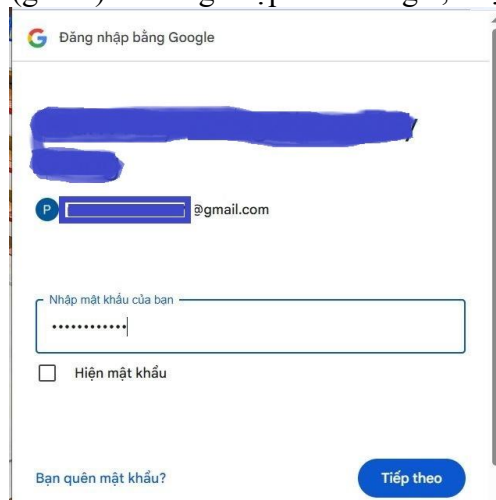 Đăng nhập bằng Google
P @gmail.com
Nhập mật khẩu của bạn
••••••••••••
Hiện mật khẩu
Bạn quên mật khẩu?
Tiếp theo